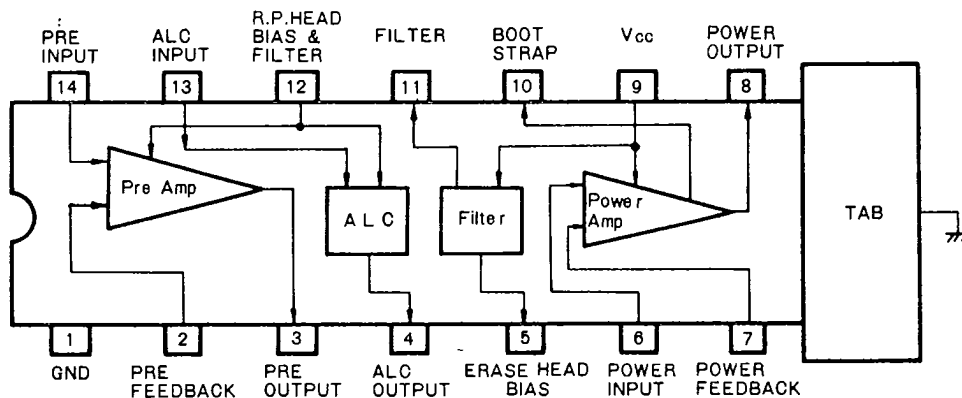 PRE
INPUT
ALC
INPUT
R.P.HEAD
BIAS &
FILTER
FILTER
BOOT
STRAP
Vcc
POWER
OUTPUT
14
13
12
11
10
9
8
Pre Amp
ALC
Filter
Power
Amp
TAB
1
2
3
4
5
6
7
GND
PRE
FEEDBACK
PRE
OUTPUT
ALC
OUTPUT
ERASE HEAD
BIAS
POWER
INPUT
POWER
FEEDBACK